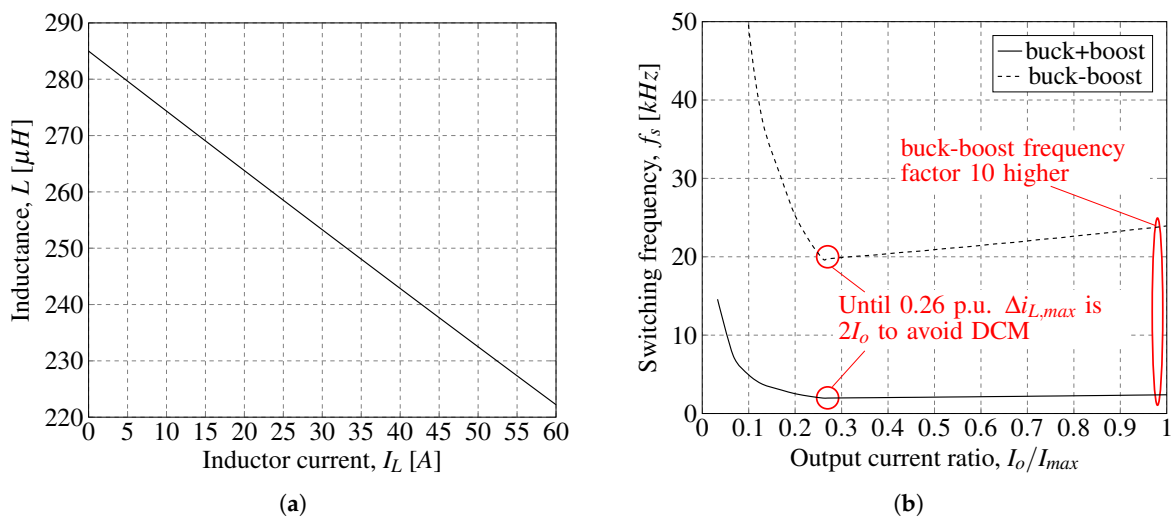 290
280
270
260
250
240
230
220
Inductance, L [μH]
0 5 10 15 20 25 30 35 40 45 50 55 60
Inductor current, I_L [A]
(a)
50
40
30
20
10
0
Switching frequency, f_s [kHz]
buck+boost
buck-boost
buck-boost frequency
factor 10 higher
Until 0.26 p.u. Δi_{L,max} is
2I_o to avoid DCM
0 0.1 0.2 0.3 0.4 0.5 0.6 0.7 0.8 0.9 1
Output current ratio, I_o/I_{max}
(b)